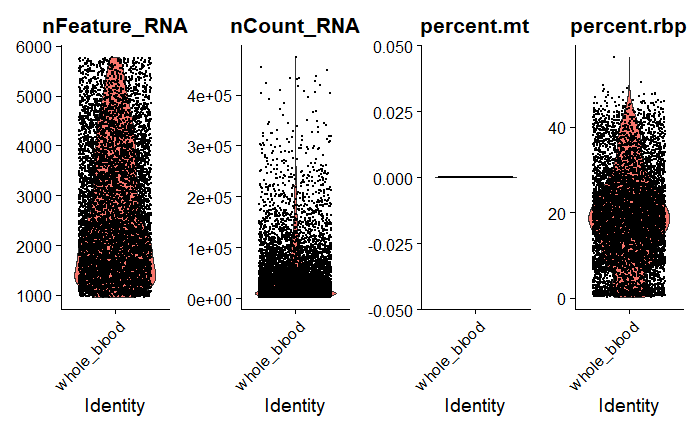 nFeature_RNA
6000
5000
4000
3000
2000
1000
whole_blood
Identity
nCount_RNA
4e+05
3e+05
2e+05
1e+05
0e+00
whole_blood
Identity
percent.mt
0.050
0.025
0.000
-0.025
-0.050
whole_blood
Identity
percent.rbp
40
20
0
whole_blood
Identity